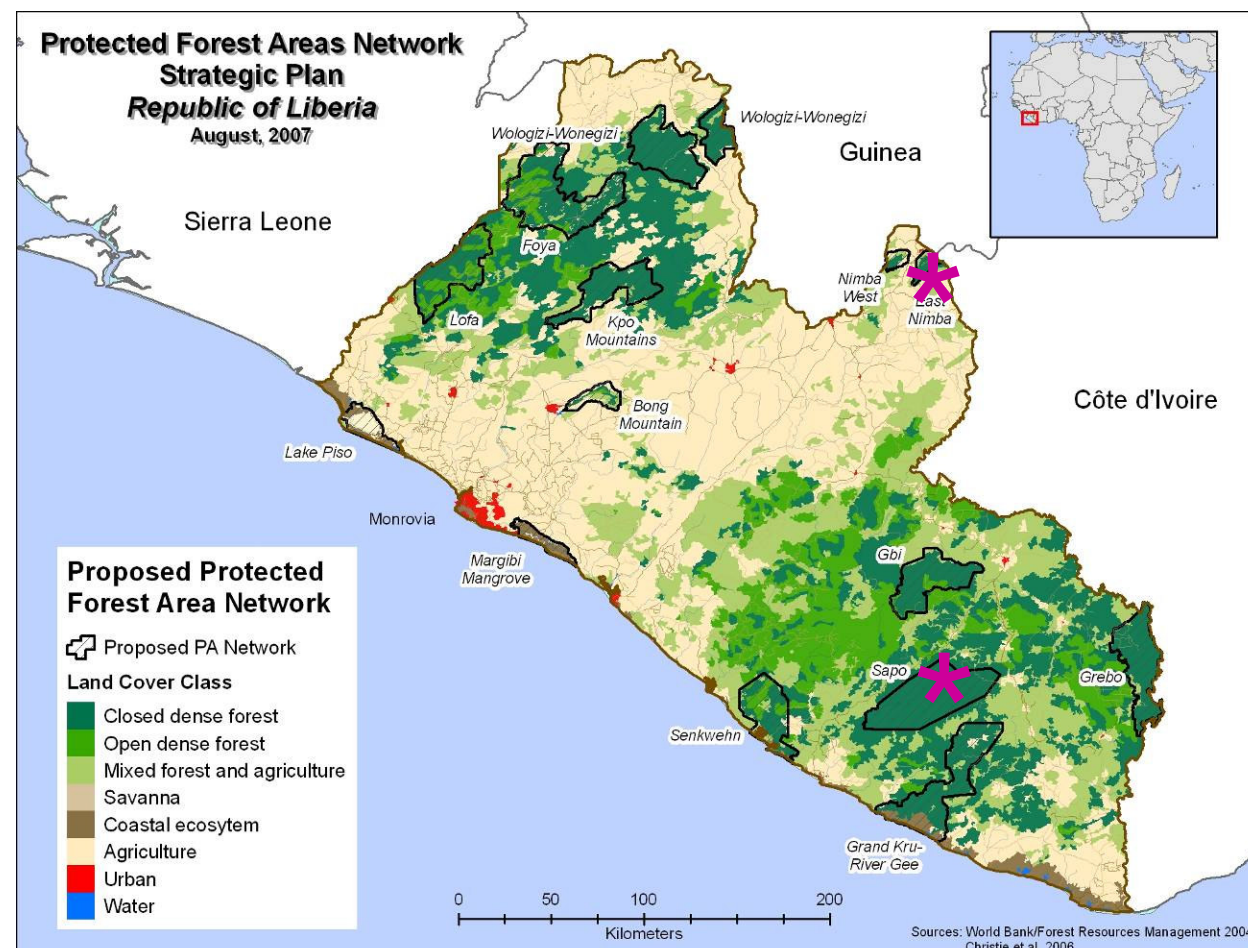 Protected Forest Areas Network
Strategic Plan
Republic of Liberia
August, 2007
Wologizi-Wonegizi
Wologizi-Wonegizi
Guinea
Sierra Leone
Foya
Nimba
West
East
Nimba
Lofa
Kpo
Mountains
Côte d'Ivoire
Bong
Mountain
Lake Piso
Monrovia
Margibi
Mangrove
Gbi
Sapo
Grebo
Senkwehn
Grand Kru-
River Gee
Proposed Protected
Forest Area Network
Proposed PA Network
Land Cover Class
Closed dense forest
Open dense forest
Mixed forest and agriculture
Savanna
Coastal ecosytem
Agriculture
Urban
Water
0 50 100 200
Kilometers
Sources: World Bank/Forest Resources Management 2004
Christie et al. 2006